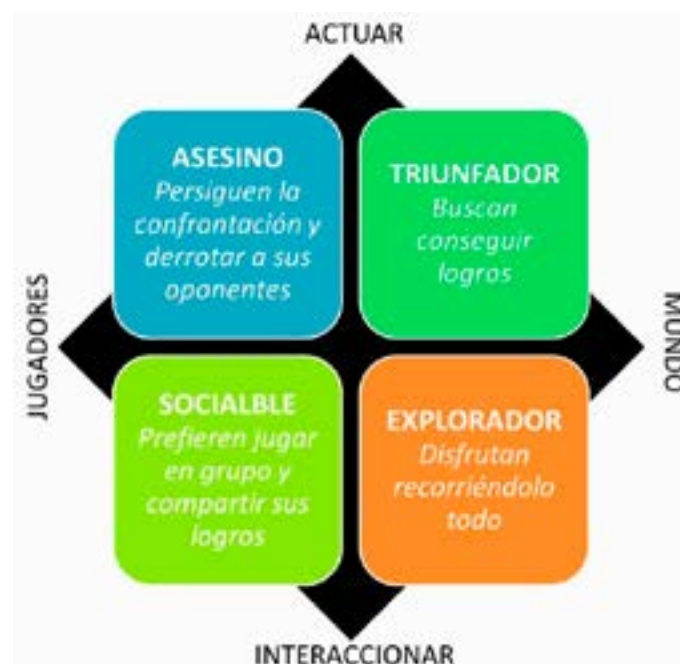 ACTUAR
ASESINO
Persiguen la
confrontación y
derrotar a sus
oponentes
TRIUNFADOR
Buscan
conseguir
logros
JUGADORES
MUNDO
SOCIALBLE
Prefieren jugar
en grupo y
compartir sus
logros
EXPLORADOR
Disfrutan
recorriéndolo
todo
INTERACCIONAR